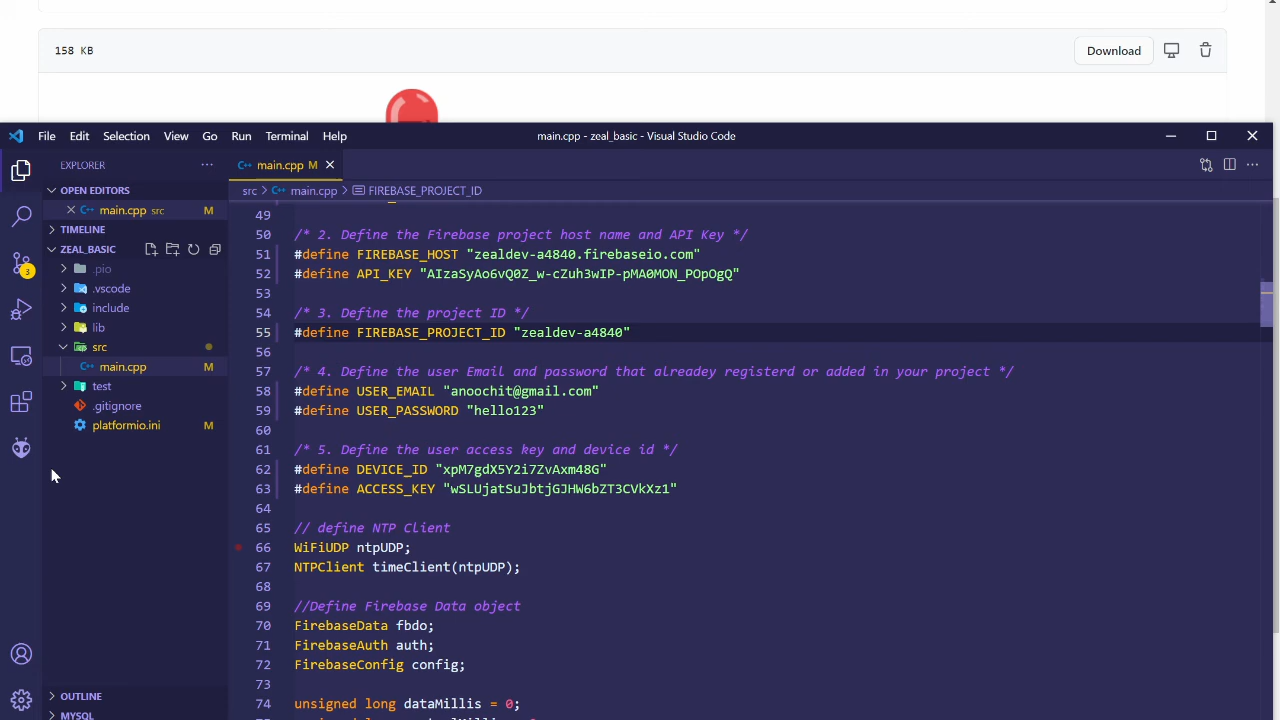 158 KB
Download
File Edit Selection View Go Run Terminal Help
main.cpp - zeal_basic - Visual Studio Code
EXPLORER
main.cpp M
OPEN EDITORS
src > main.cpp > FIREBASE_PROJECT_ID
main.cpp src M
TIMELINE
ZEAL_BASIC
.pio
.vscode
include
lib
src
main.cpp M
test
.gitignore
platformio.ini M
3
OUTLINE
MYSQL
49
50 /* 2. Define the Firebase project host name and API Key */
51 #define FIREBASE_HOST "zealdev-a4840.firebaseio.com"
52 #define API_KEY "AIzaSyAo6vQ0Z_w-cZuh3wIP-pMA0MON_POpOgQ"
53
54 /* 3. Define the project ID */
55 #define FIREBASE_PROJECT_ID "zealdev-a4840"
56
57 /* 4. Define the user Email and password that alreadey registerd or added in your project */
58 #define USER_EMAIL "anoochit@gmail.com"
59 #define USER_PASSWORD "hello123"
60
61 /* 5. Define the user access key and device id */
62 #define DEVICE_ID "xpM7gdX5Y2i7ZvAxm48G"
63 #define ACCESS_KEY "wSLUjatSuJbtjGJHW6bZT3CVkXz1"
64
65 // define NTP Client
66 WiFiUDP ntpUDP;
67 NTPClient timeClient(ntpUDP);
68
69 //Define Firebase Data object
70 FirebaseData fbdo;
71 FirebaseAuth auth;
72 FirebaseConfig config;
73
74 unsigned long dataMillis = 0;